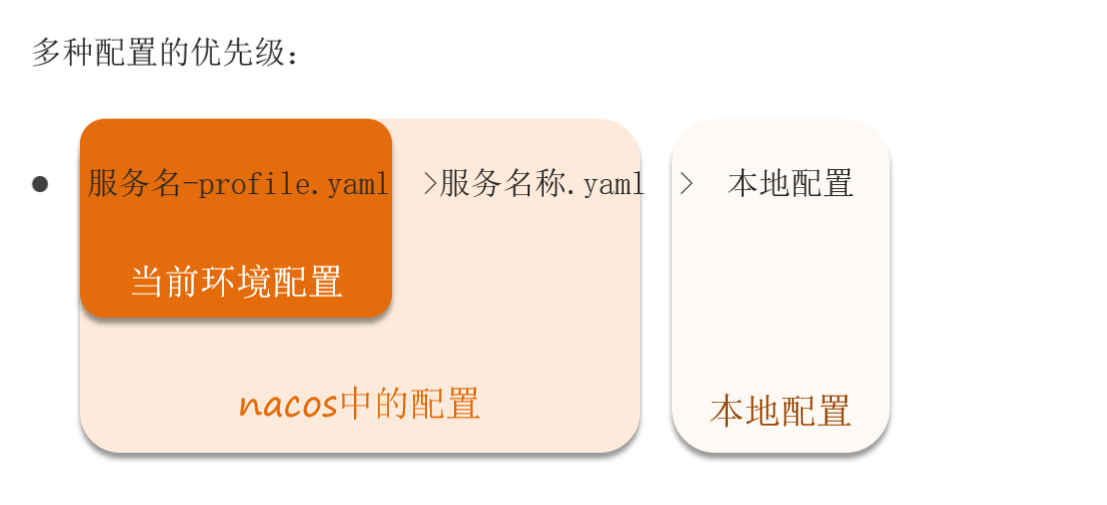 多种配置的优先级：
● 服务名-profile.yaml >服务名称.yaml > 本地配置
当前环境配置
nacos中的配置
本地配置